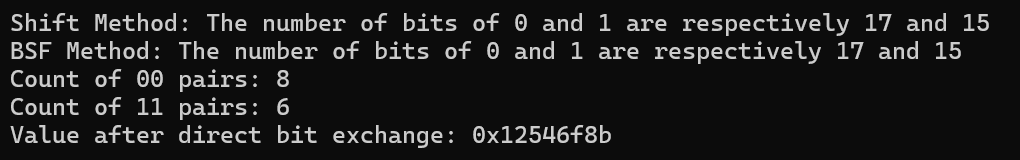 Shift Method: The number of bits of 0 and 1 are respectively 17 and 15
BSF Method: The number of bits of 0 and 1 are respectively 17 and 15
Count of 00 pairs: 8
Count of 11 pairs: 6
Value after direct bit exchange: 0x12546f8b